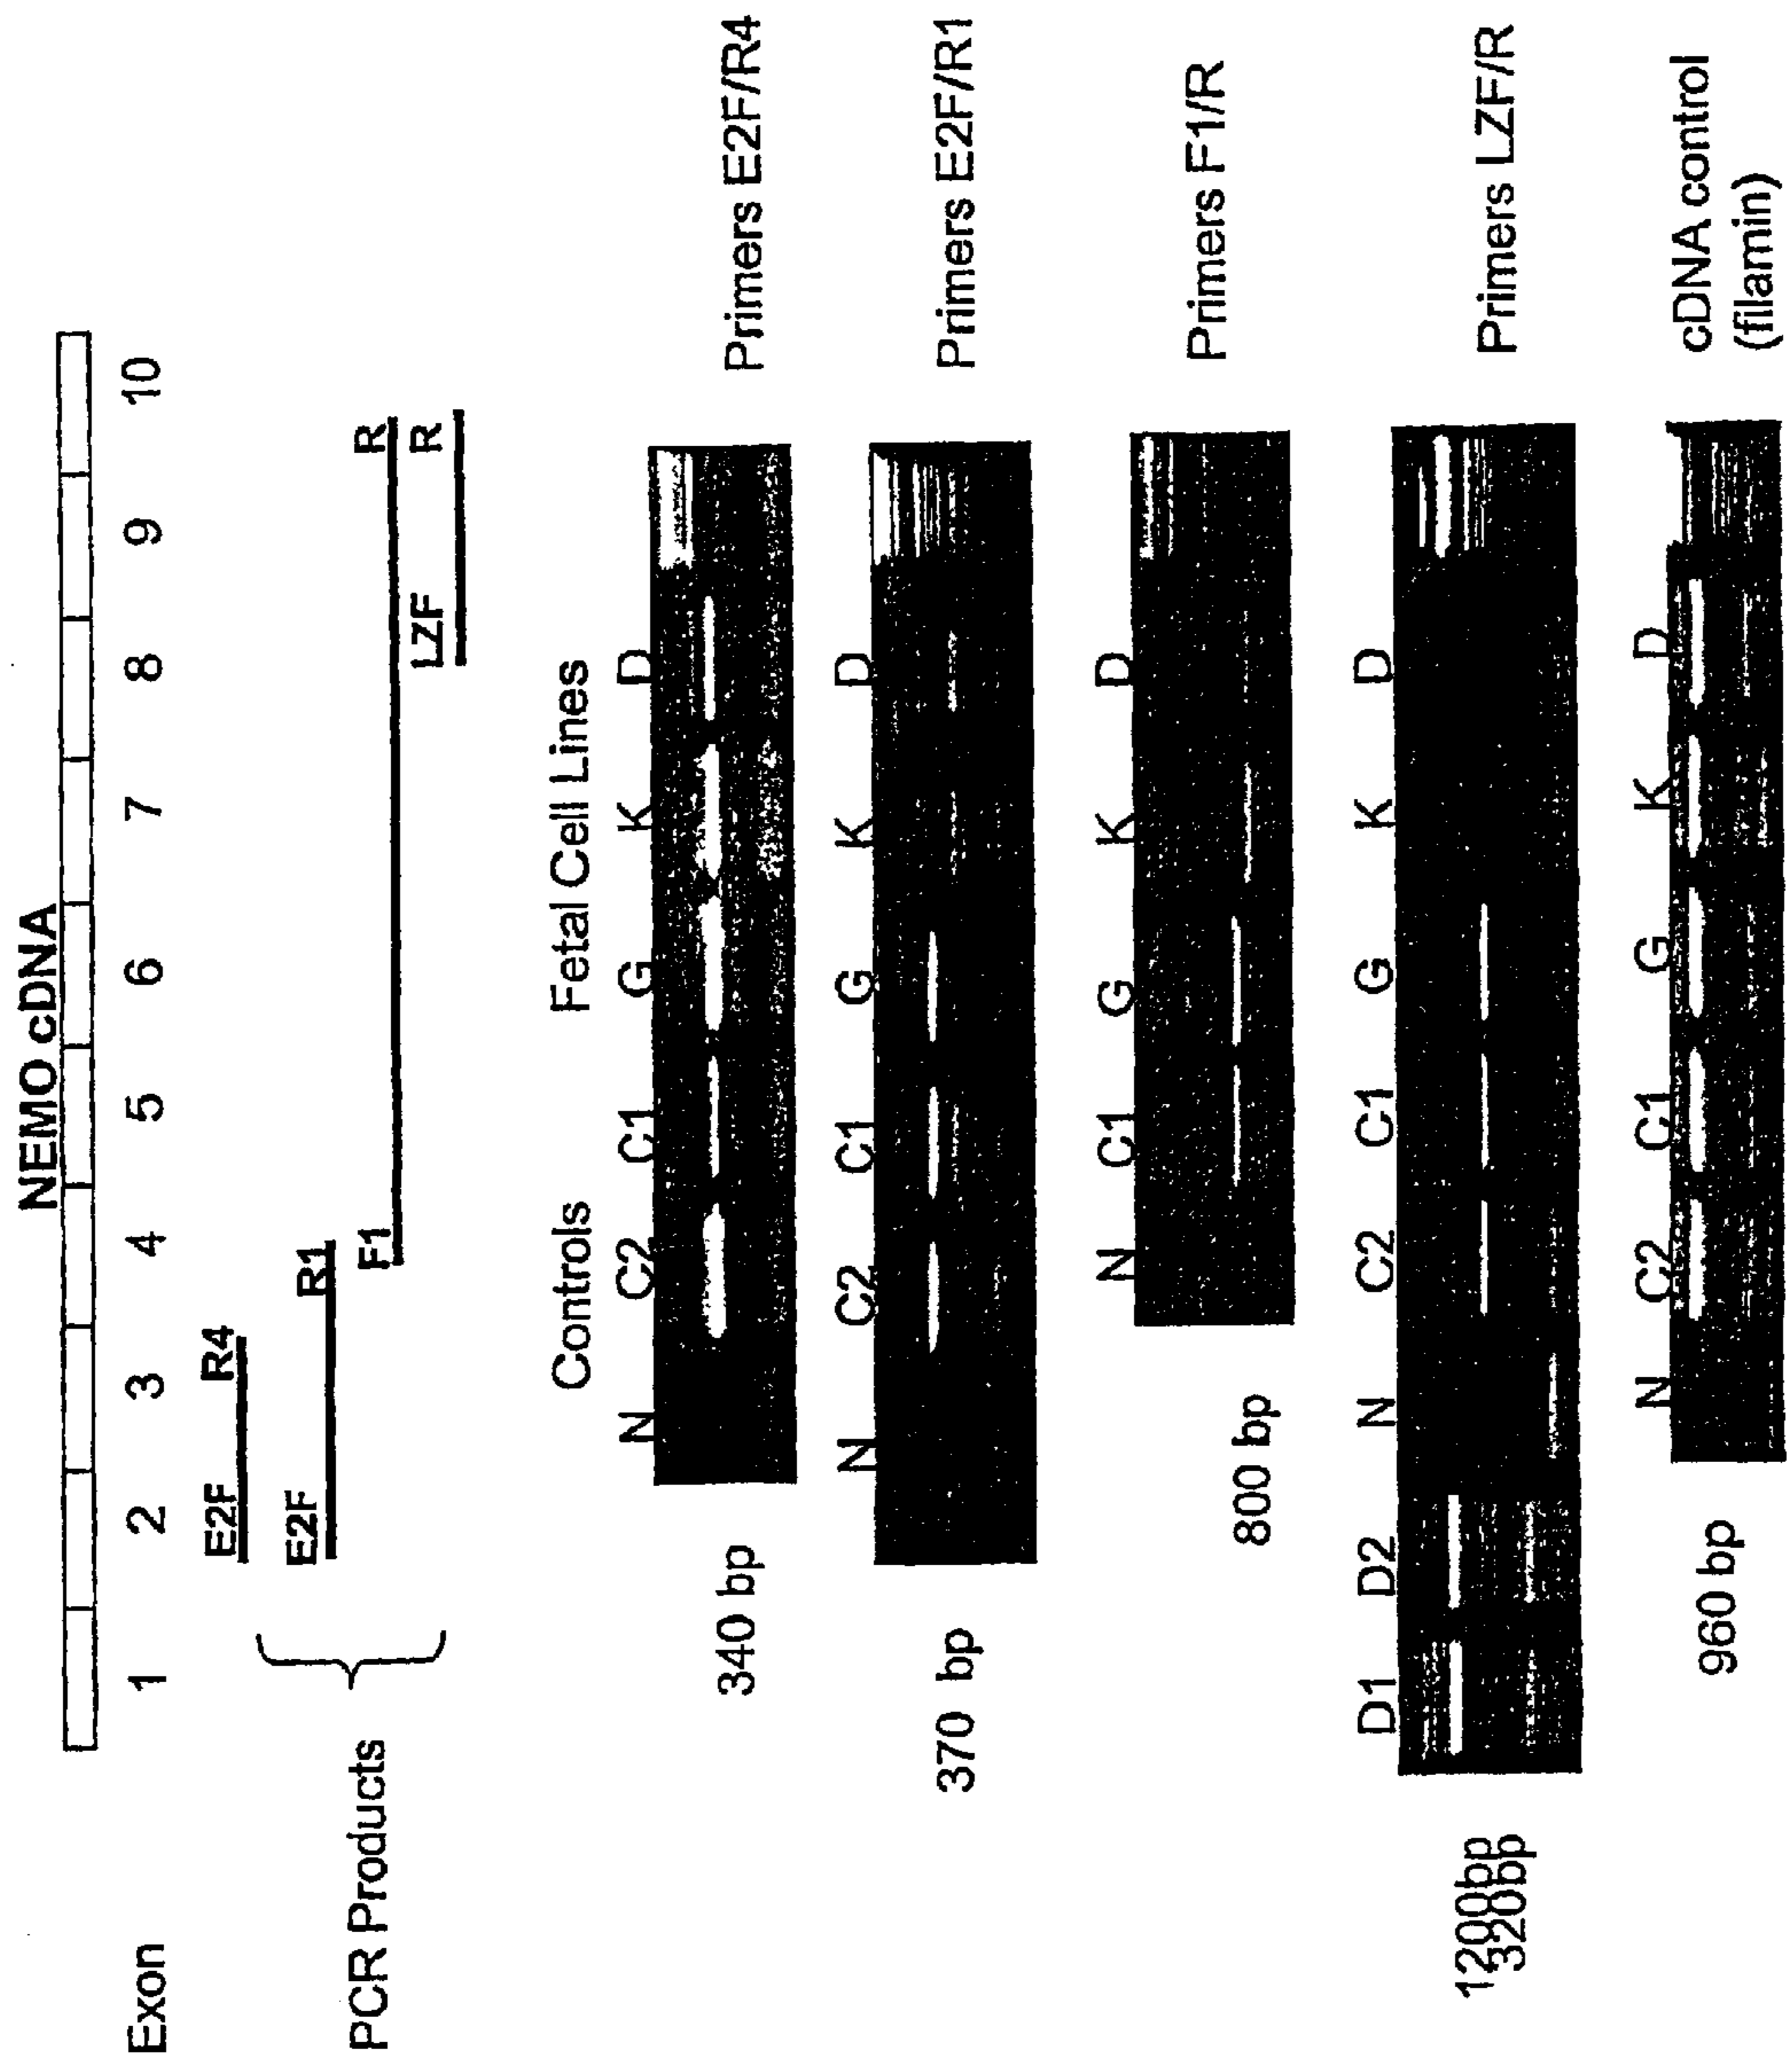 NEMO cDNA
Exon 1 2 3 4 5 6 7 8 9 10
E2F R4
E2F R1
F1 R
LZF R
PCR Products
Controls Fetal Cell Lines
N C2 C1 G K D
340 bp Primers E2F/R4
N C2 C1 G K D
370 bp Primers E2F/R1
N C1 G K D
800 bp Primers F1/R
D1 D2 N C2 C1 G K D
1200bp Primers LZF/R
320bp
N C2 C1 G K D
960 bp cDNA control
(filamin)